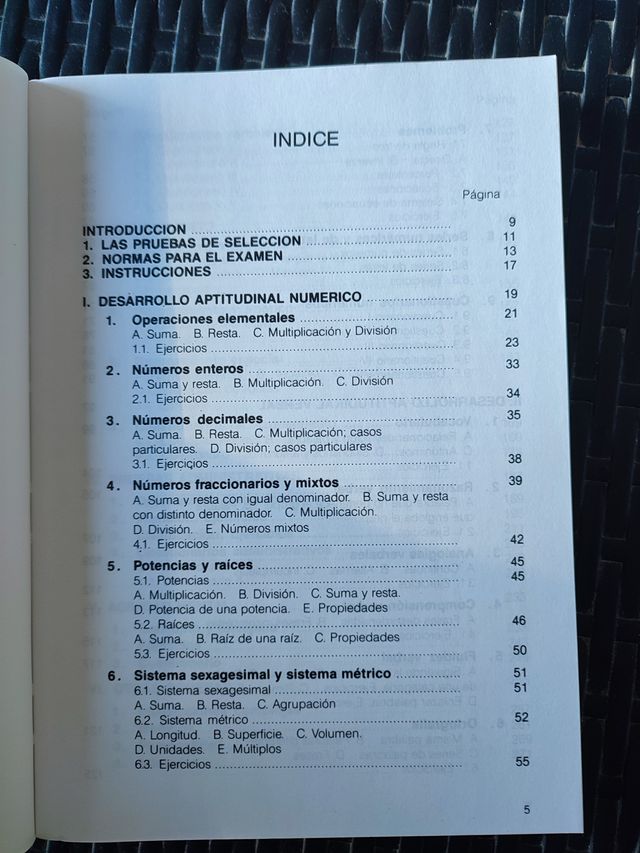 INDICE
Página
INTRODUCCION ........ 9
1. LAS PRUEBAS DE SELECCION ........ 11
2. NORMAS PARA EL EXAMEN ........ 13
3. INSTRUCCIONES ........ 17
I. DESARROLLO APTITUDINAL NUMERICO ........ 19
1. Operaciones elementales ........ 21
A. Suma. B. Resta. C. Multiplicación y División
1.1. Ejercicios ........ 23
2. Números enteros ........ 33
A. Suma y resta. B. Multiplicación. C. División
2.1. Ejercicios ........ 34
3. Números decimales ........ 35
A. Suma. B. Resta. C. Multiplicación; casos
particulares. D. División; casos particulares
3.1. Ejercicios ........ 38
4. Números fraccionarios y mixtos ........ 39
A. Suma y resta con igual denominador. B. Suma y resta
con distinto denominador. C. Multiplicación.
D. División. E. Números mixtos
4.1. Ejercicios ........ 42
5. Potencias y raíces ........ 45
5.1. Potencias ........ 45
A. Multiplicación. B. División. C. Suma y resta.
D. Potencia de una potencia. E. Propiedades
5.2. Raíces ........ 46
A. Suma. B. Raíz de una raíz. C. Propiedades
5.3. Ejercicios ........ 50
6. Sistema sexagesimal y sistema métrico ........ 51
6.1. Sistema sexagesimal ........ 51
A. Suma. B. Resta. C. Agrupación
6.2. Sistema métrico ........ 52
A. Longitud. B. Superficie. C. Volumen.
D. Unidades. E. Múltiplos
6.3. Ejercicios ........ 55
5